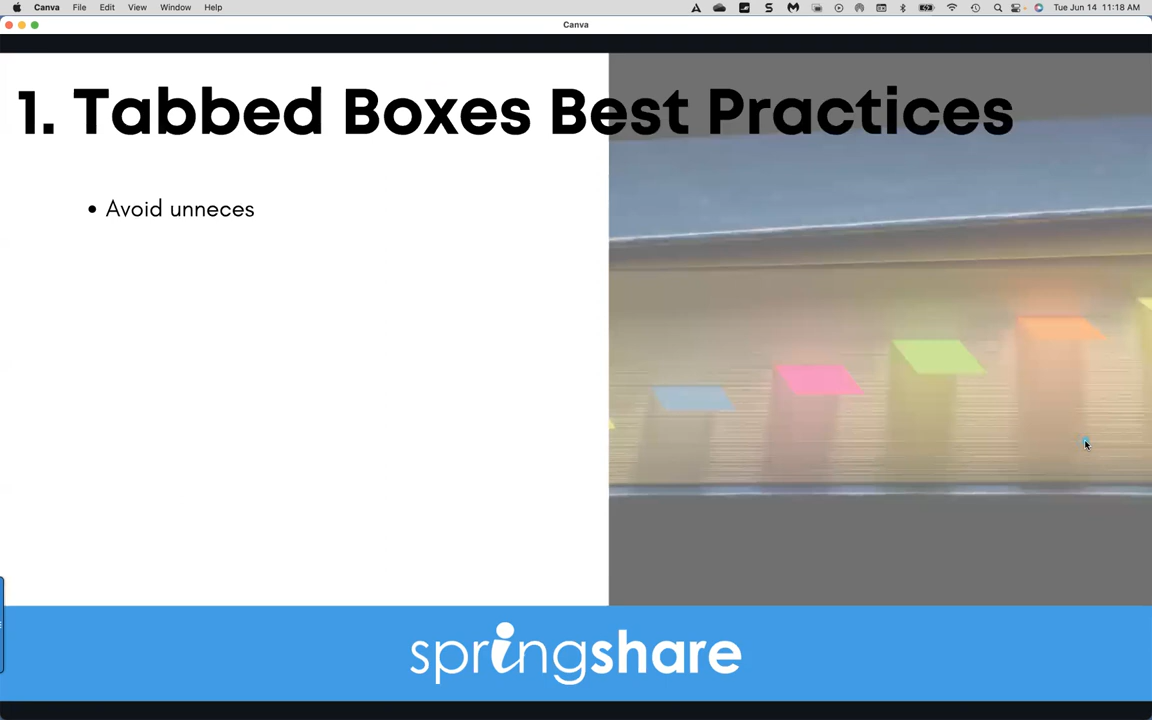 Canva File Edit View Window Help
Tue Jun 14 11:18 AM
Canva
1. Tabbed Boxes Best Practices
• Avoid unneces
springshare